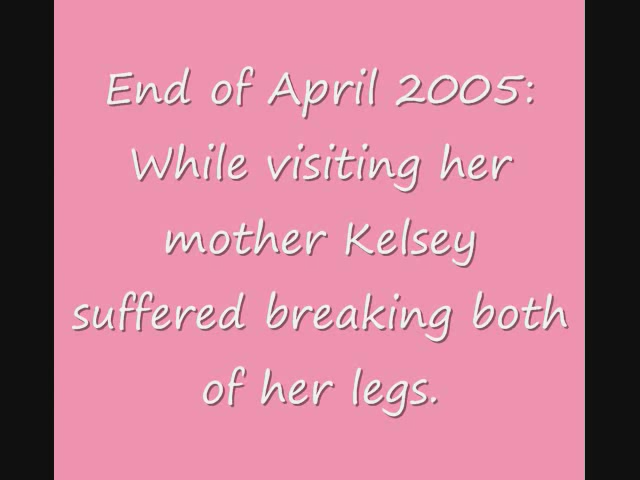 End of April 2005:
While visiting her
mother Kelsey
suffered breaking both
of her legs.